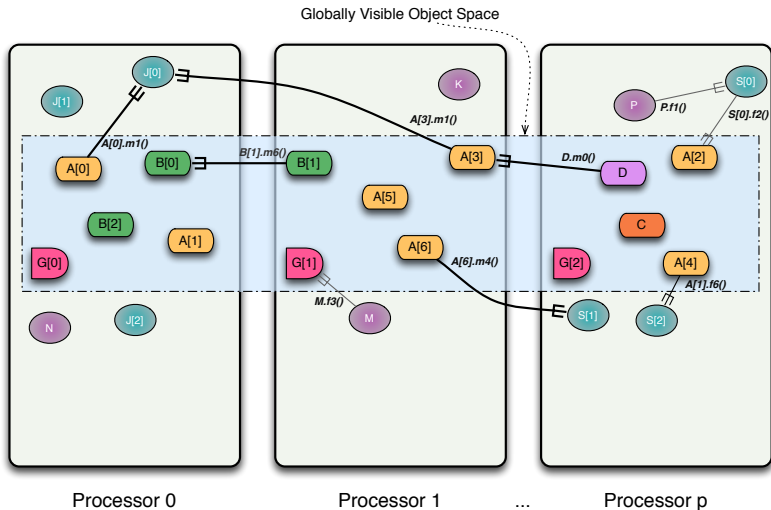 Globally Visible Object Space
J[0]
J[1]
K
P
S[0]
P.f1()
S[0].f2()
A[3].m1()
A[0].m1()
A[0]
B[0]
B[1].m6()
B[1]
A[3]
D.m0()
D
A[2]
A[5]
B[2]
A[1]
A[6]
C
G[0]
G[1]
A[6].m4()
G[2]
A[4]
A[1].f6()
M.f3()
N
J[2]
M
S[1]
S[2]
Processor 0
Processor 1
...
Processor p